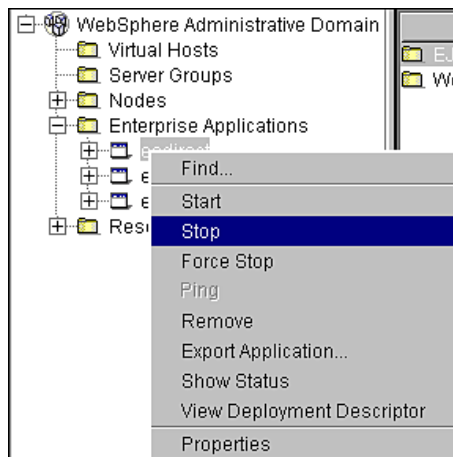 WebSphere Administrative Domain
Virtual Hosts
Server Groups
Nodes
Enterprise Applications
Find...
Start
Stop
Force Stop
Ping
Remove
Export Application...
Show Status
View Deployment Descriptor
Properties